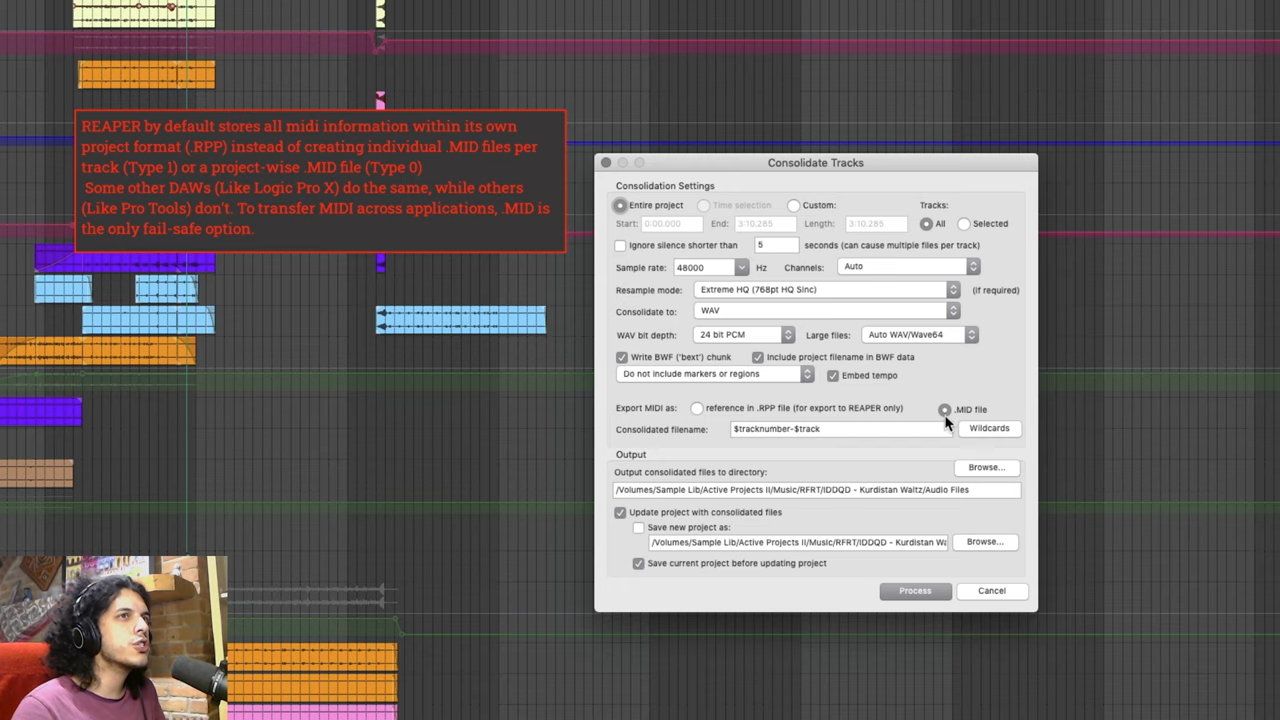 REAPER by default stores all midi information within its own
project format (.RPP) instead of creating individual .MID files per
track (Type 1) or a project-wise .MID file (Type 0)
Some other DAWs (Like Logic Pro X) do the same, while others
(Like Pro Tools) don't. To transfer MIDI across applications, .MID is
the only fail-safe option.
Consolidate Tracks
Consolidation Settings
Entire project Time selection Custom: Tracks:
Start: 0:00.000 End: 3:10.285 Length: 3:10.285 All Selected
Ignore silence shorter than 5 seconds (can cause multiple files per track)
Sample rate: 48000 Hz Channels: Auto
Resample mode: Extreme HQ (768pt HQ Sinc) (if required)
Consolidate to: WAV
WAV bit depth: 24 bit PCM Large files: Auto WAV/Wave64
Write BWF ('bext') chunk Include project filename in BWF data
Do not include markers or regions Embed tempo
Export MIDI as: reference in .RPP file (for export to REAPER only) .MID file
Consolidated filename: $tracknumber-$track Wildcards
Output
Output consolidated files to directory: Browse...
/Volumes/Sample Lib/Active Projects II/Music/RFRT/IDDQD - Kurdistan Waltz/Audio Files
Update project with consolidated files
Save new project as:
/Volumes/Sample Lib/Active Projects II/Music/RFRT/IDDQD - Kurdistan Wa Browse...
Save current project before updating project
Process Cancel